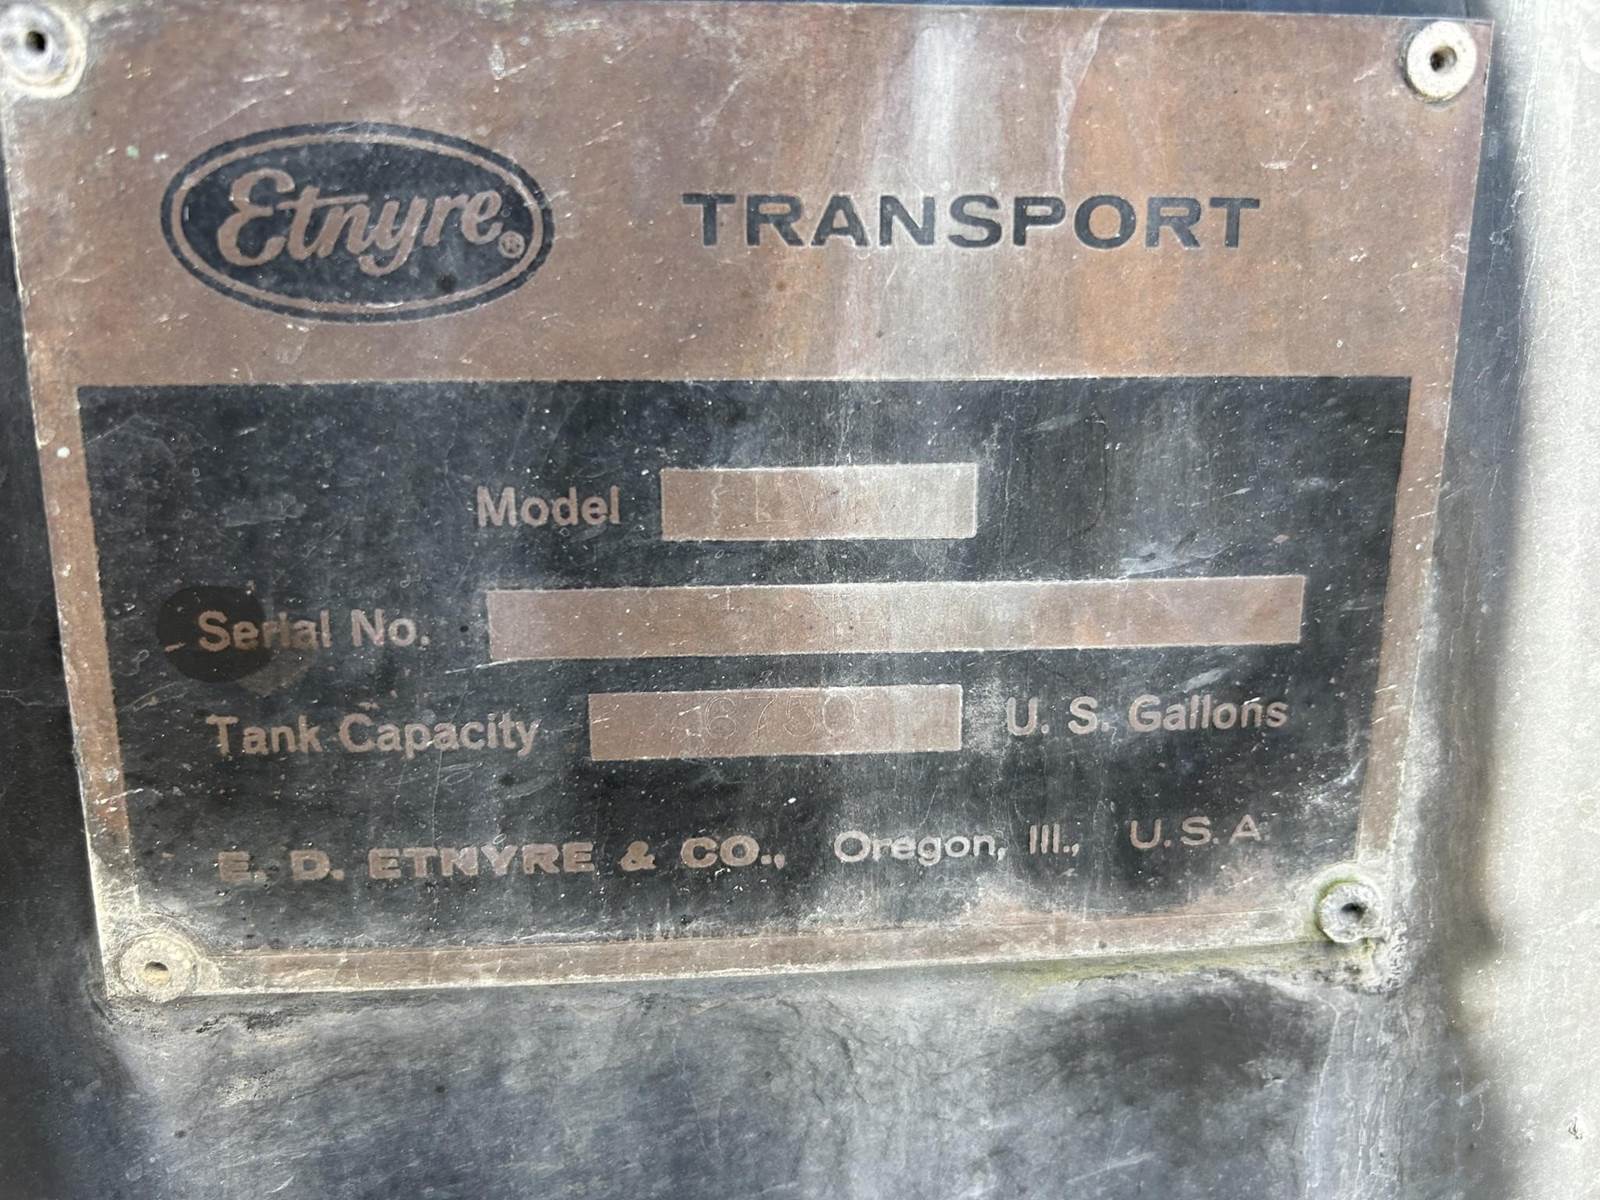 Etnyre® TRANSPORT
Model
Serial No.
Tank Capacity U. S. Gallons
E. D. ETNYRE & CO., Oregon, Ill., U.S.A